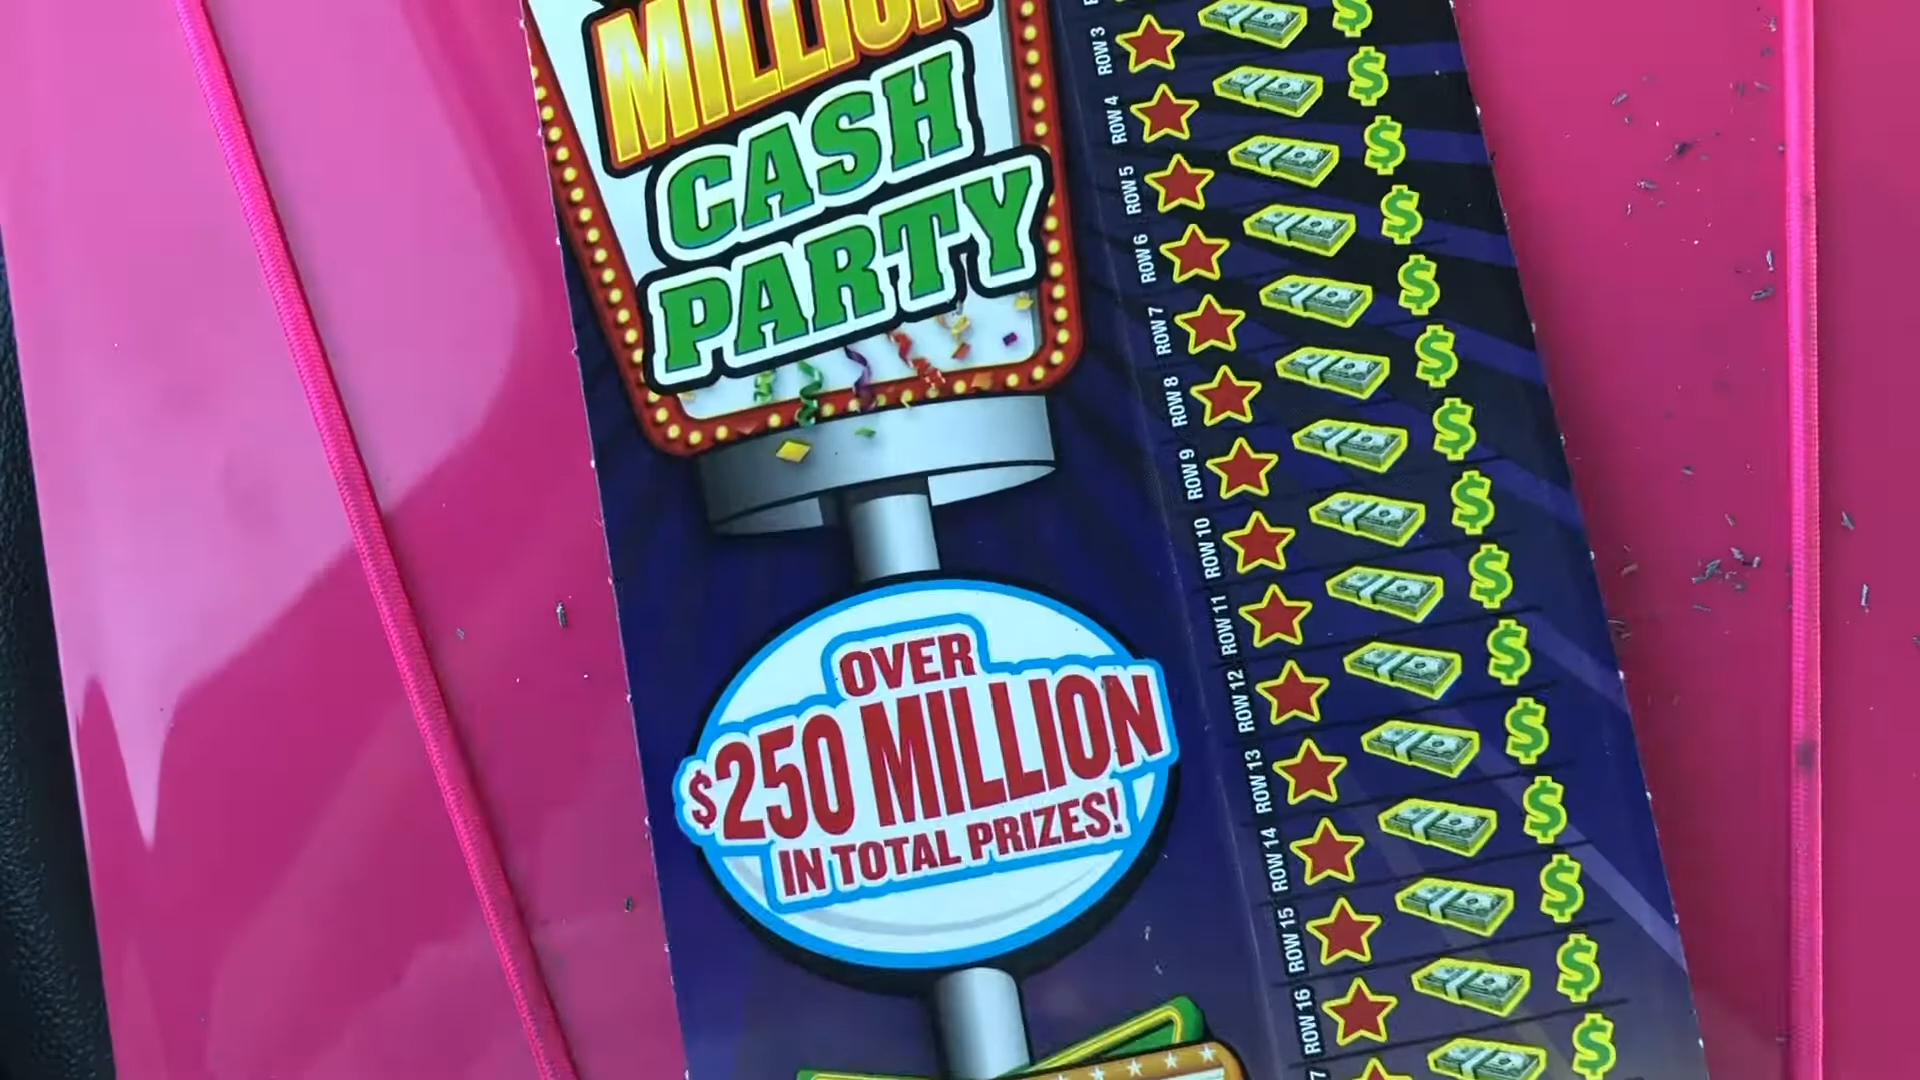 MILLION
CASH
PARTY
OVER
$250 MILLION
IN TOTAL PRIZES!
ROW 3
$
ROW 4
$
ROW 5
$
ROW 6
$
ROW 7
$
ROW 8
$
ROW 9
$
ROW 10
$
ROW 11
$
ROW 12
$
ROW 13
$
ROW 14
$
ROW 15
$
ROW 16
$